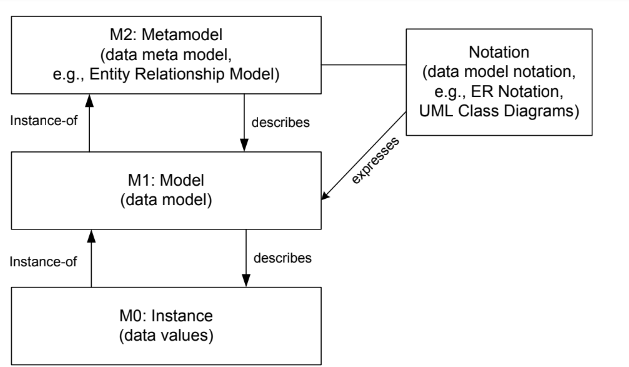 M2: Metamodel
(data meta model,
e.g., Entity Relationship Model)
Notation
(data model notation,
e.g., ER Notation,
UML Class Diagrams)
Instance-of
describes
expresses
M1: Model
(data model)
Instance-of
describes
M0: Instance
(data values)